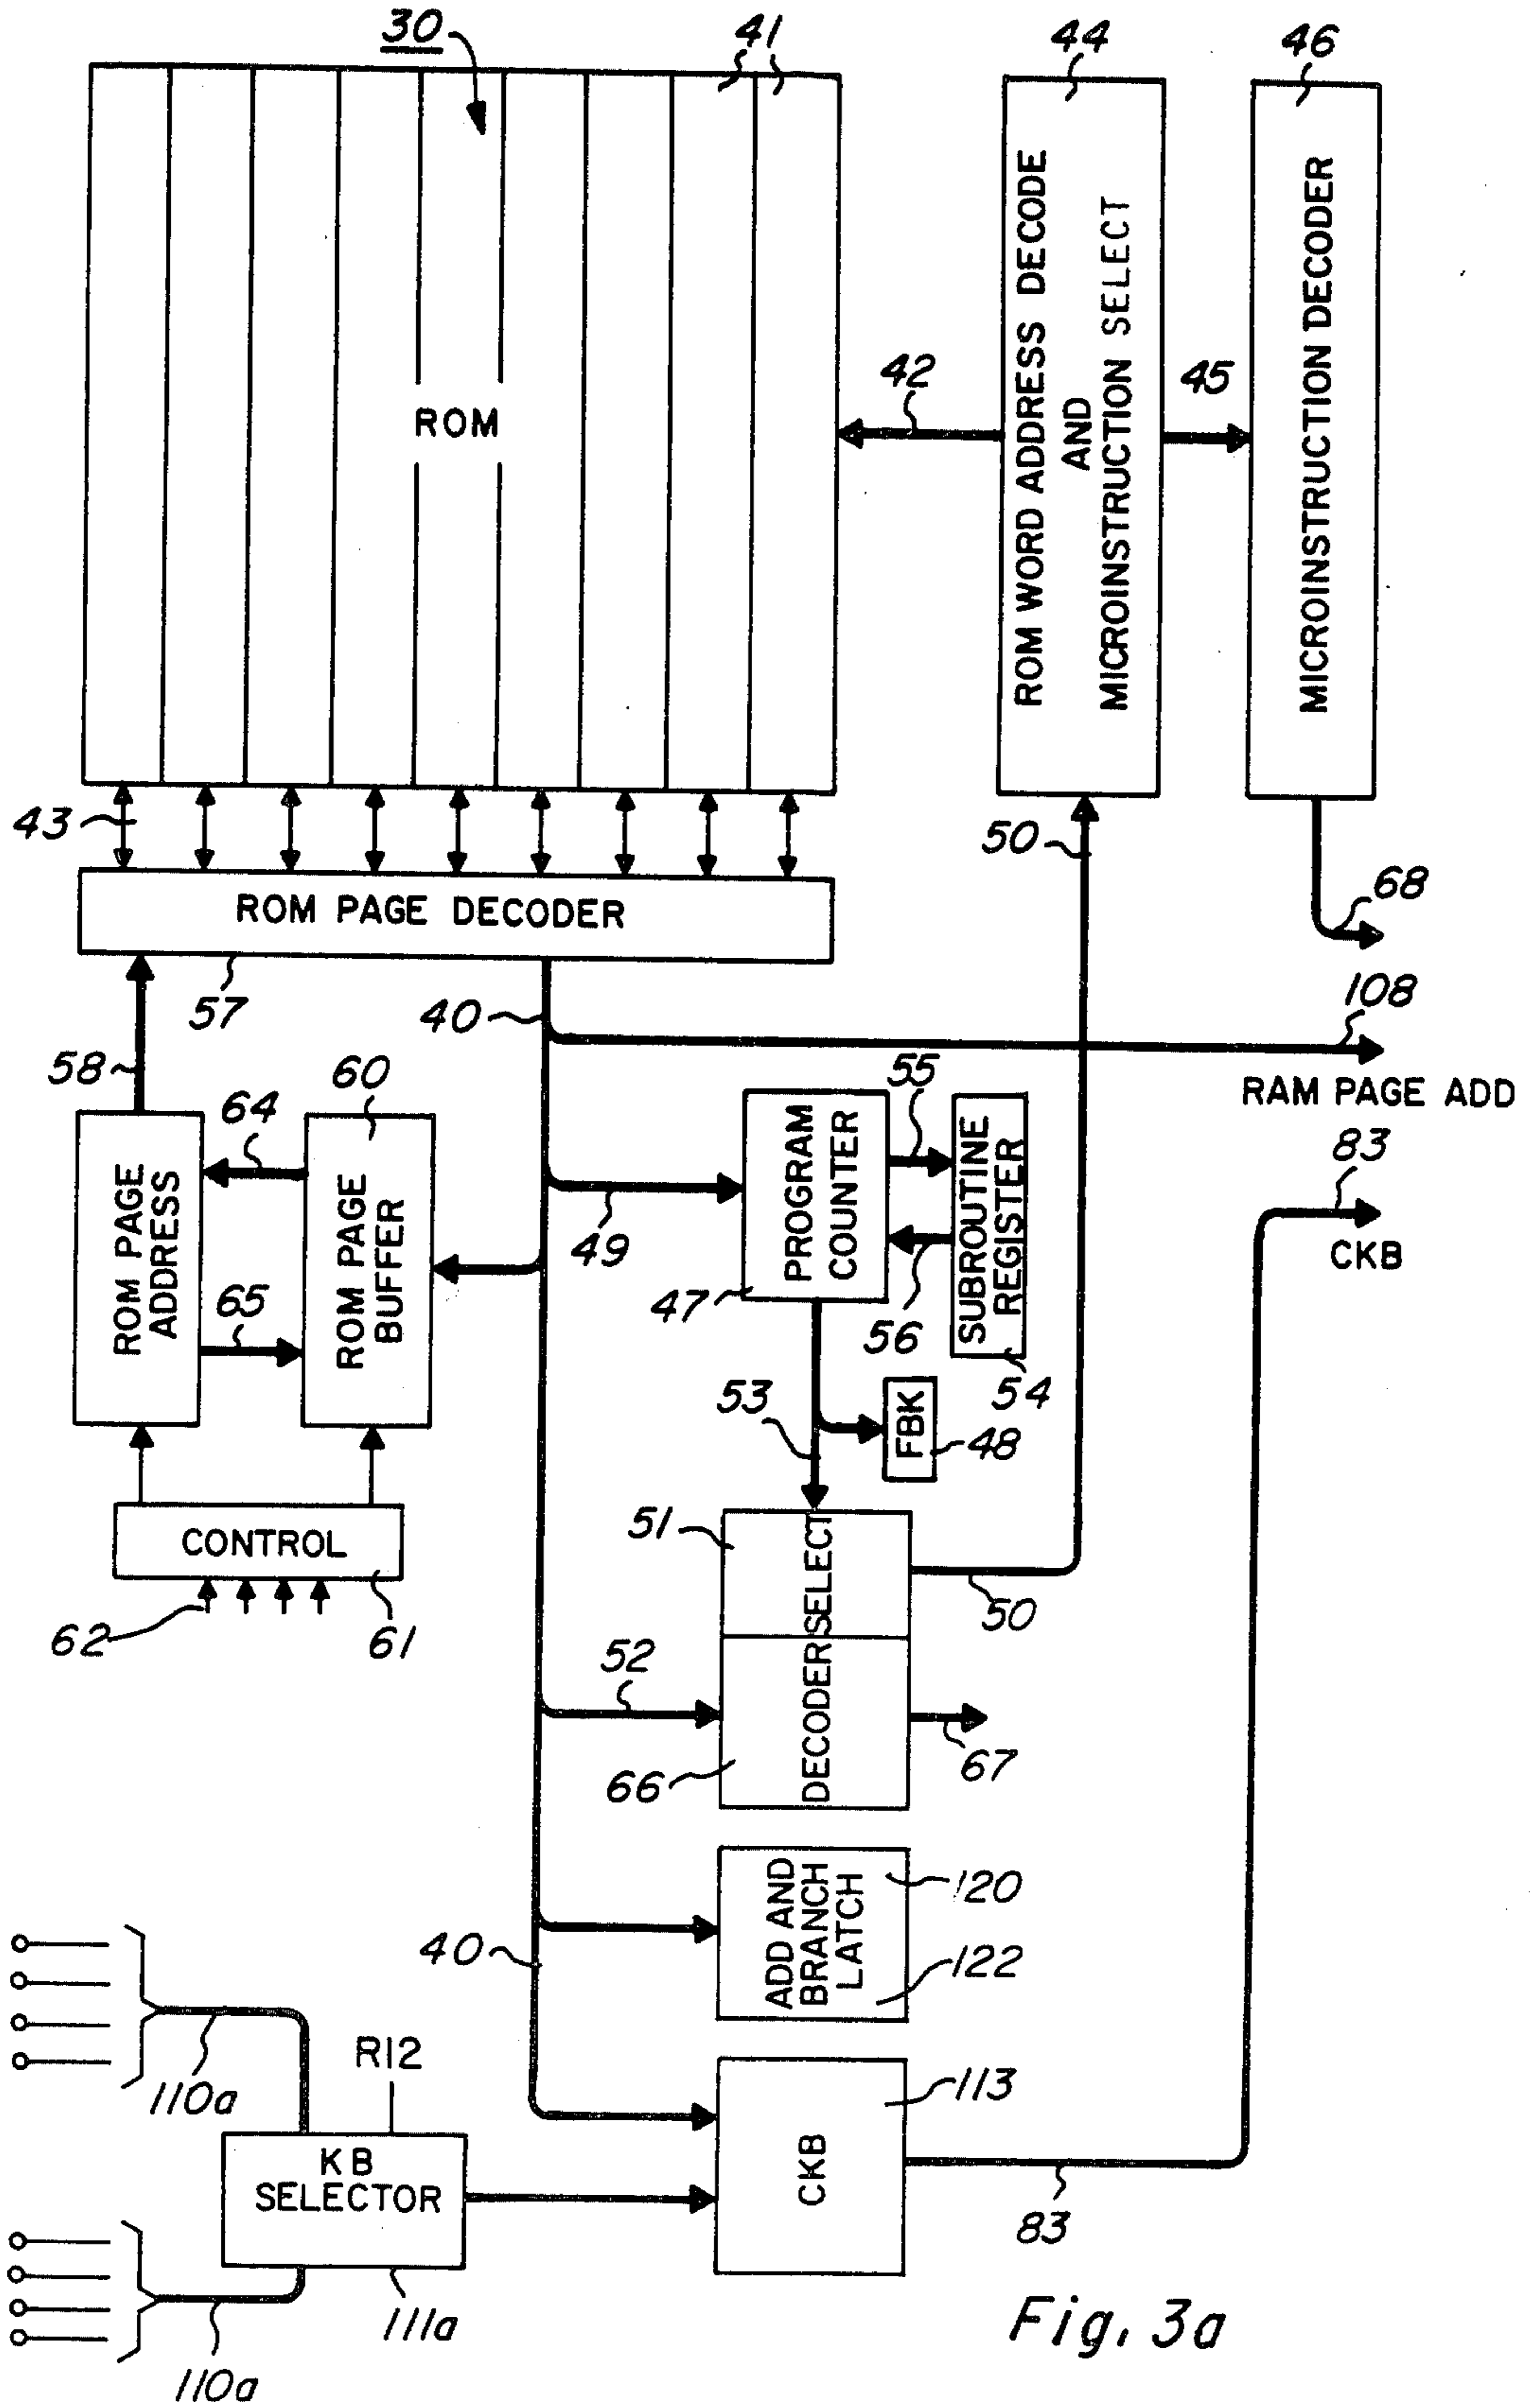 30
41
44
46
ROM
ROM WORD ADDRESS DECODE
AND
MICROINSTRUCTION SELECT
MICROINSTRUCTION DECODER
42
45
43
50
ROM PAGE DECODER
68
57
40
108
RAM PAGE ADD
58
60
64
55
83
ROM PAGE
ADDRESS
ROM PAGE
BUFFER
PROGRAM
COUNTER
SUBROUTINE
REGISTER
49
CKB
65
47
56
54
53
FBK
48
CONTROL
51
SELECT
50
62
61
52
DECODER
66
67
ADD AND
BRANCH
LATCH
120
122
40
110a
R12
113
KB
SELECTOR
CKB
83
111a
110a
Fig. 3a